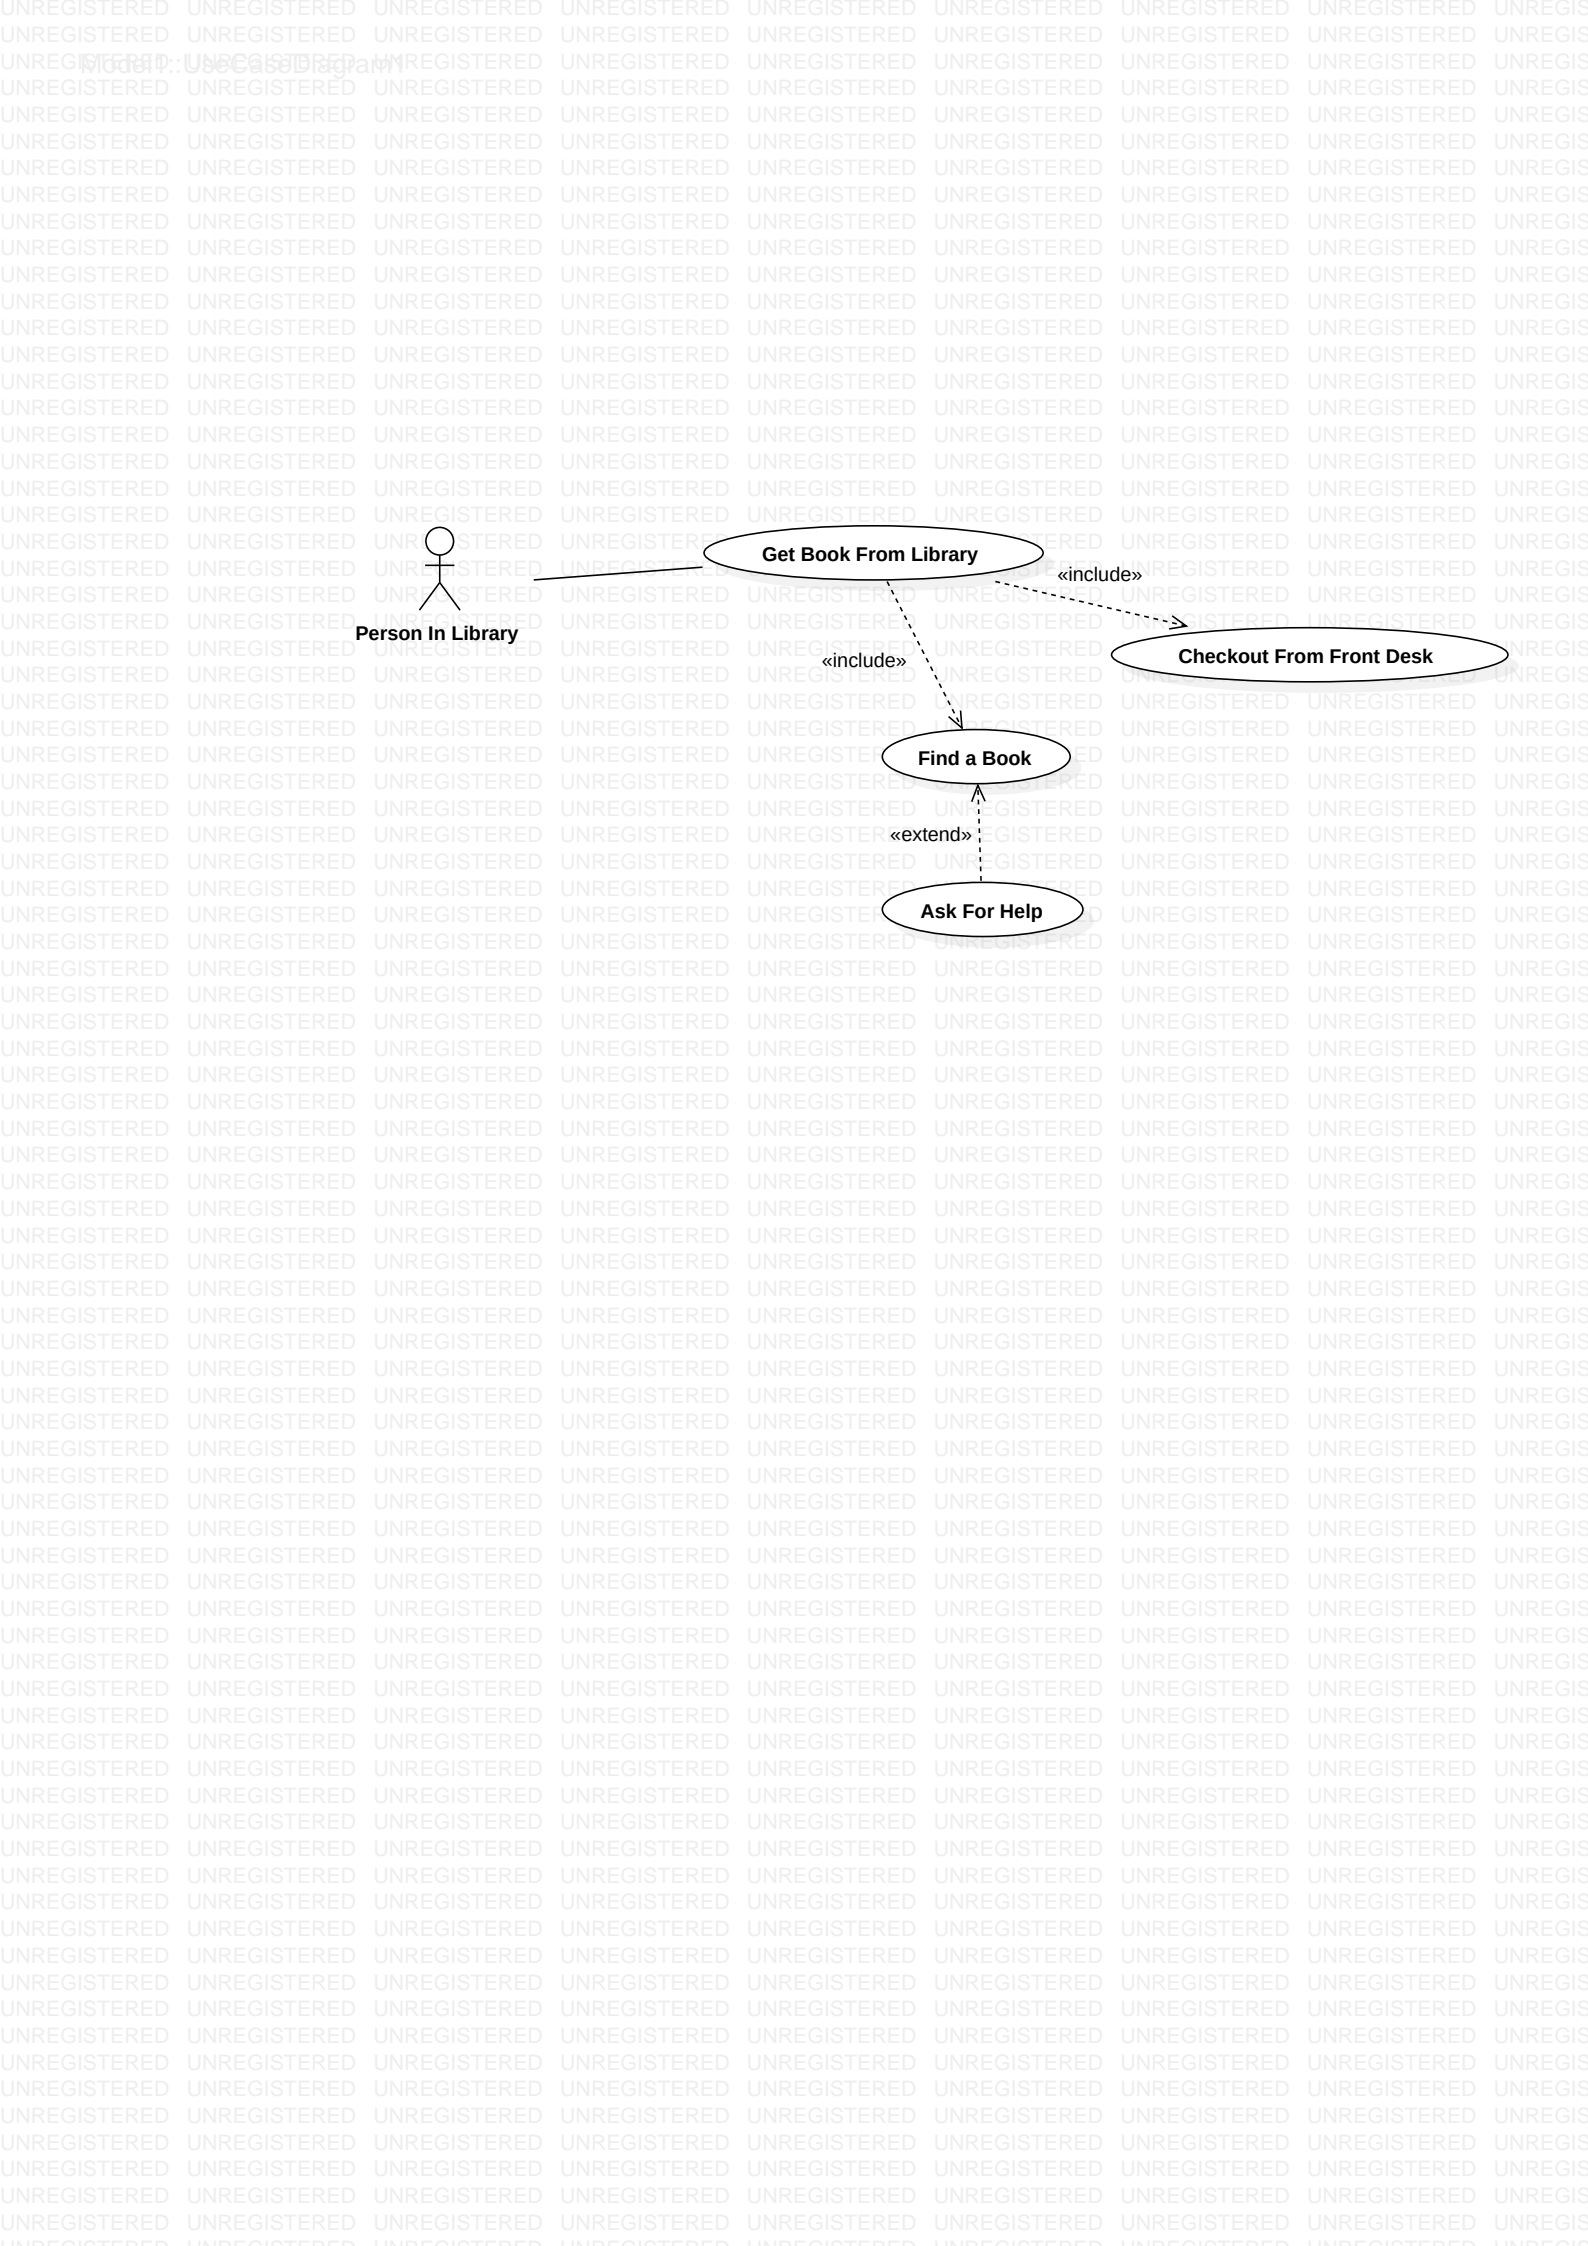 Model1::UseCaseDiagram1
Get Book From Library
«include»
Person In Library
Checkout From Front Desk
«include»
Find a Book
«extend»
Ask For Help
UNREGISTERED